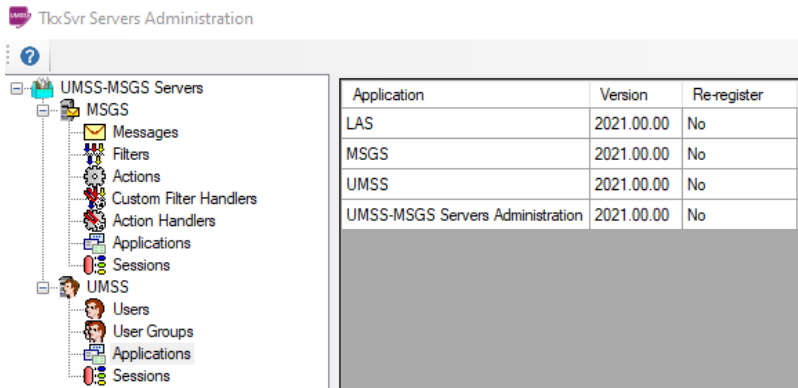 UMSS
TkxSvr Servers Administration
?
UMSS-MSGS Servers
MSGS
Messages
Filters
Actions
Custom Filter Handlers
Action Handlers
Applications
Sessions
UMSS
Users
User Groups
Applications
Sessions
Application Version Re-register
LAS 2021.00.00 No
MSGS 2021.00.00 No
UMSS 2021.00.00 No
UMSS-MSGS Servers Administration 2021.00.00 No